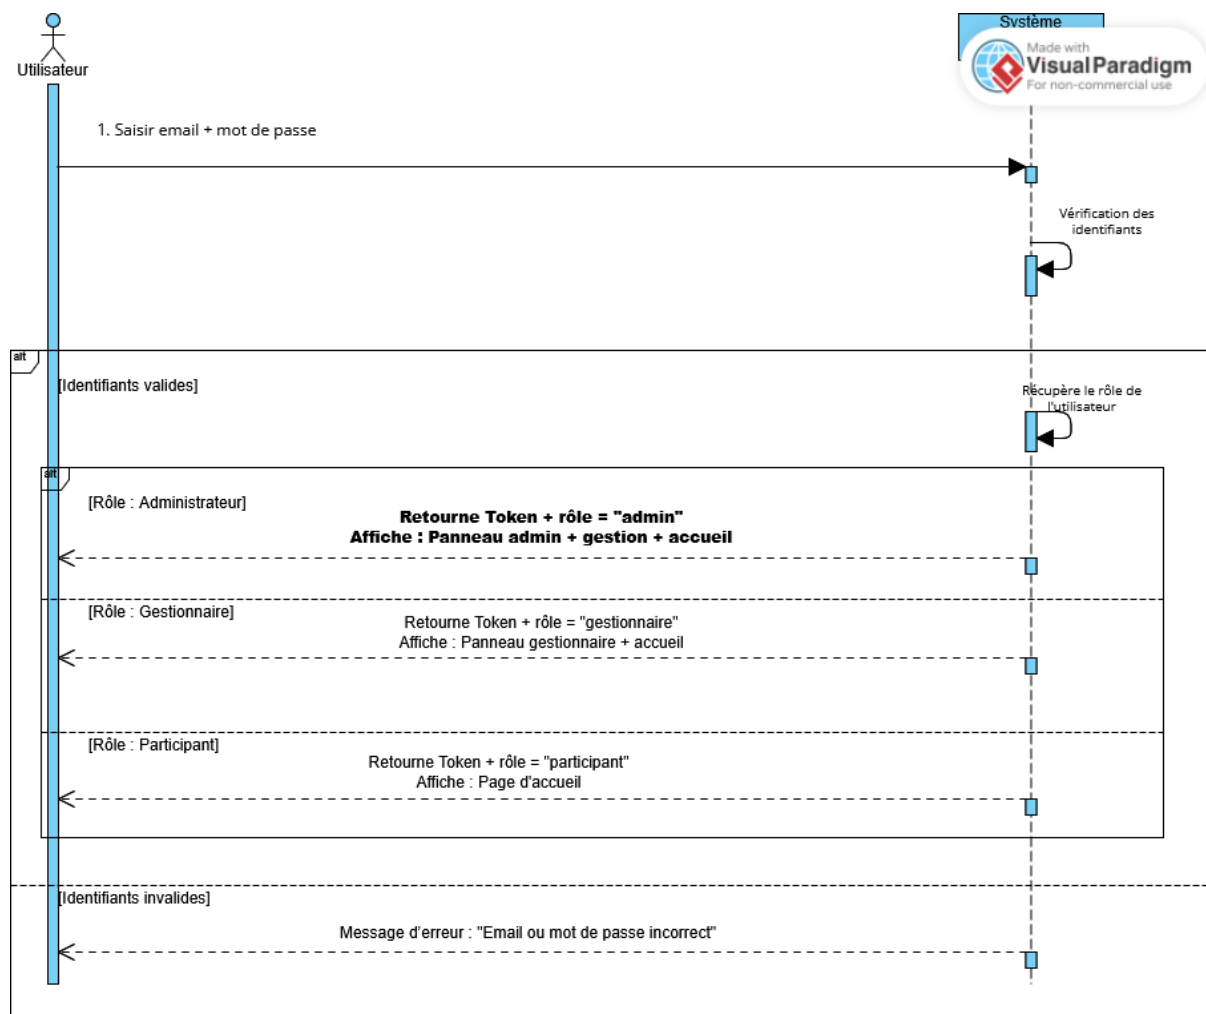 Système
Made with
VisualParadigm
For non-commercial use
Utilisateur
1. Saisir email + mot de passe
Vérification des
identifiants
alt
[Identifiants valides]
Récupère le rôle de
l'utilisateur
alt
[Rôle : Administrateur]
Retourne Token + rôle = "admin"
Affiche : Panneau admin + gestion + accueil
[Rôle : Gestionnaire]
Retourne Token + rôle = "gestionnaire"
Affiche : Panneau gestionnaire + accueil
[Rôle : Participant]
Retourne Token + rôle = "participant"
Affiche : Page d'accueil
[Identifiants invalides]
Message d'erreur : "Email ou mot de passe incorrect"